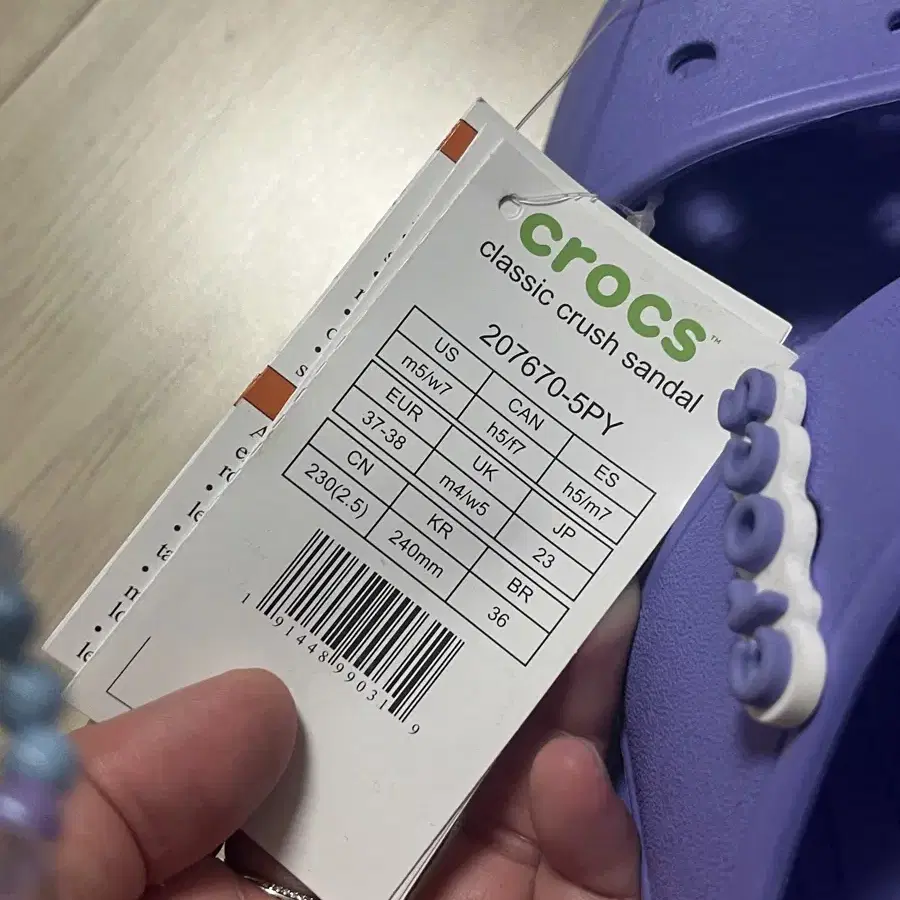 crocs™
classic crush sandal
207670-5PY
US CAN ES
m5/w7 h5/f7 h5/m7
EUR UK JP
37-38 m4/w5 23
CN KR BR
230(2.5) 240mm 36
1 91448 99031 9
crocs